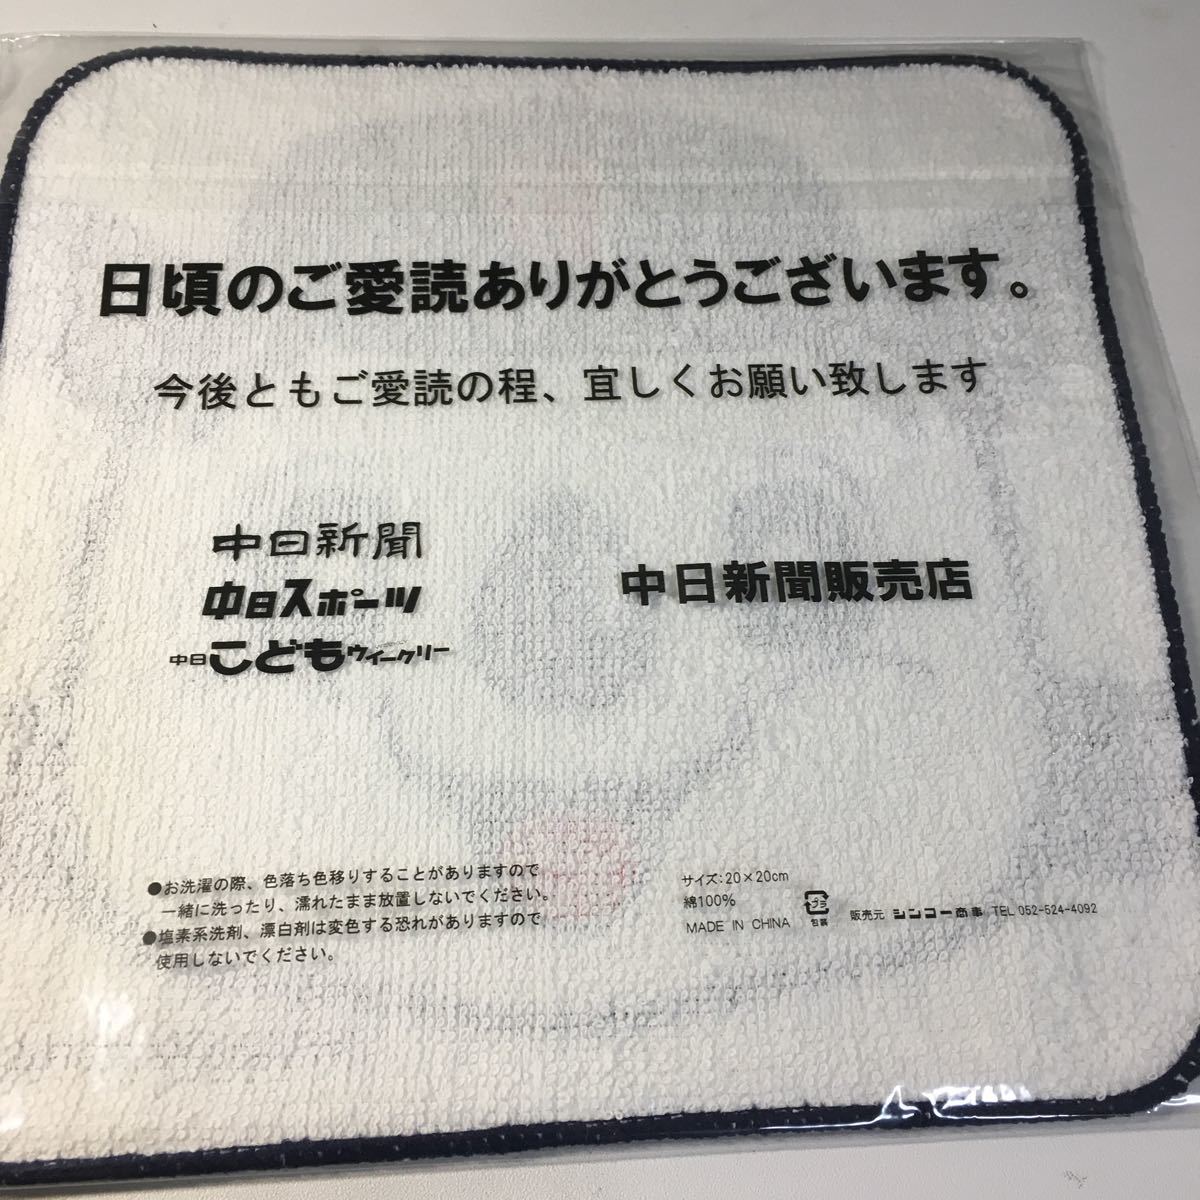 日頃のご愛読ありがとうございます。
今後ともご愛読の程、宜しくお願い致します
中日新聞
中日スポーツ
中日こどもウイークリー
中日新聞販売店
●お洗濯の際、色落ち色移りすることがありますので
一緒に洗ったり、濡れたまま放置しないでください。
●塩素系洗剤、漂白剤は変色する恐れがありますので
使用しないでください。
サイズ:20×20cm
綿100%
MADE IN CHINA
プラ
包装
販売元 シンコー商事 TEL 052-524-4092